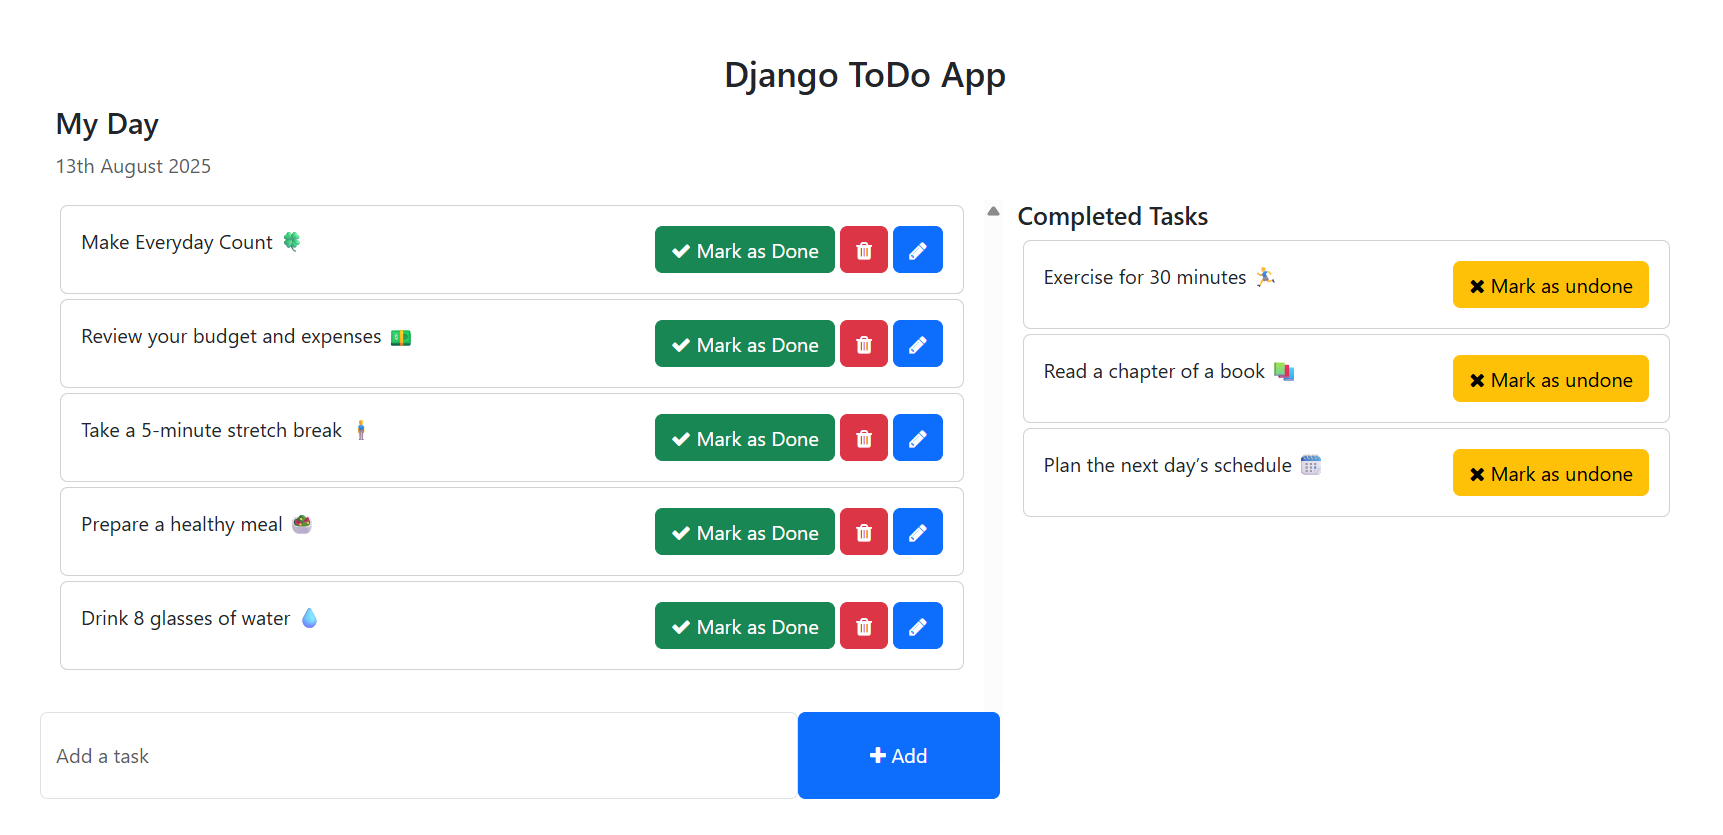 Django ToDo App
My Day
13th August 2025
Make Everyday Count 🍀
Mark as Done
Review your budget and expenses 💵
Mark as Done
Take a 5-minute stretch break 🧍‍♂️
Mark as Done
Prepare a healthy meal 🥗
Mark as Done
Drink 8 glasses of water 💧
Mark as Done
Add a task
Add
Completed Tasks
Exercise for 30 minutes 🏃‍♂️
Mark as undone
Read a chapter of a book 📚
Mark as undone
Plan the next day’s schedule 🗓️
Mark as undone